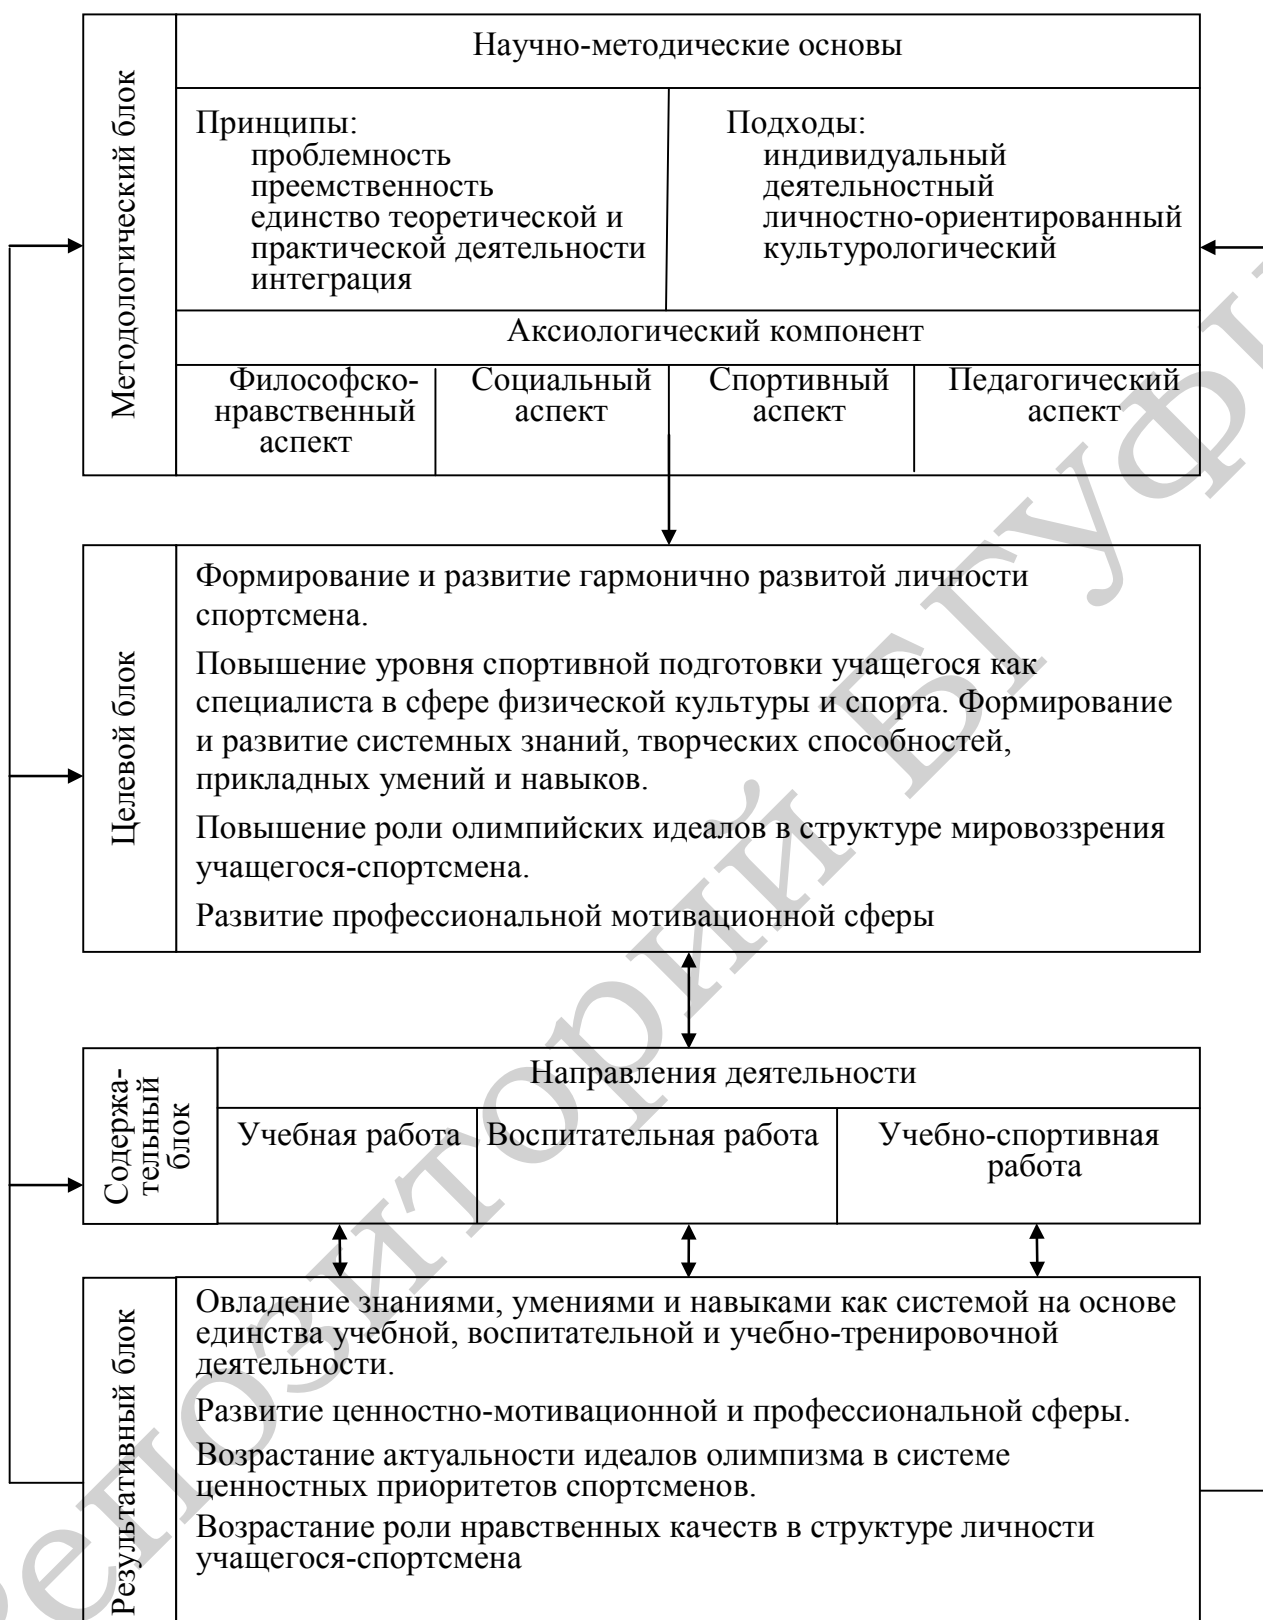 Методологический блок
Научно-методические основы
Принципы:
проблемность
преемственность
единство теоретической и
практической деятельности
интеграция
Подходы:
индивидуальный
деятельностный
личностно-ориентированный
культурологический
Аксиологический компонент
Философско-
нравственный
аспект
Социальный
аспект
Спортивный
аспект
Педагогический
аспект
Целевой блок
Формирование и развитие гармонично развитой личности
спортсмена.
Повышение уровня спортивной подготовки учащегося как
специалиста в сфере физической культуры и спорта. Формирование
и развитие системных знаний, творческих способностей,
прикладных умений и навыков.
Повышение роли олимпийских идеалов в структуре мировоззрения
учащегося-спортсмена.
Развитие профессиональной мотивационной сферы
Содержа-
тельный
блок
Направления деятельности
Учебная работа
Воспитательная работа
Учебно-спортивная
работа
Результативный блок
Овладение знаниями, умениями и навыками как системой на основе
единства учебной, воспитательной и учебно-тренировочной
деятельности.
Развитие ценностно-мотивационной и профессиональной сферы.
Возрастание актуальности идеалов олимпизма в системе
ценностных приоритетов спортсменов.
Возрастание роли нравственных качеств в структуре личности
учащегося-спортсмена
Репозиторий БГУФК